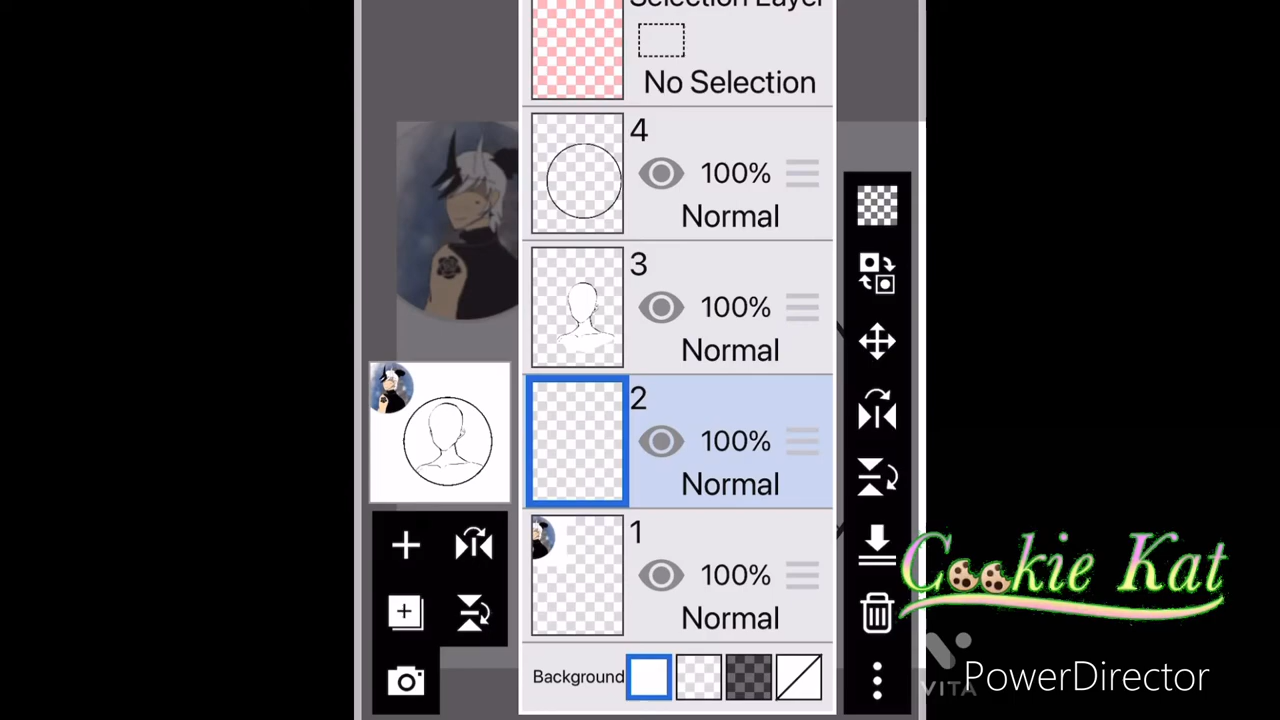 Selection Layer
No Selection
4
100%
Normal
3
100%
Normal
2
100%
Normal
1
100%
Normal
Background
Cookie Kat
VITA
PowerDirector